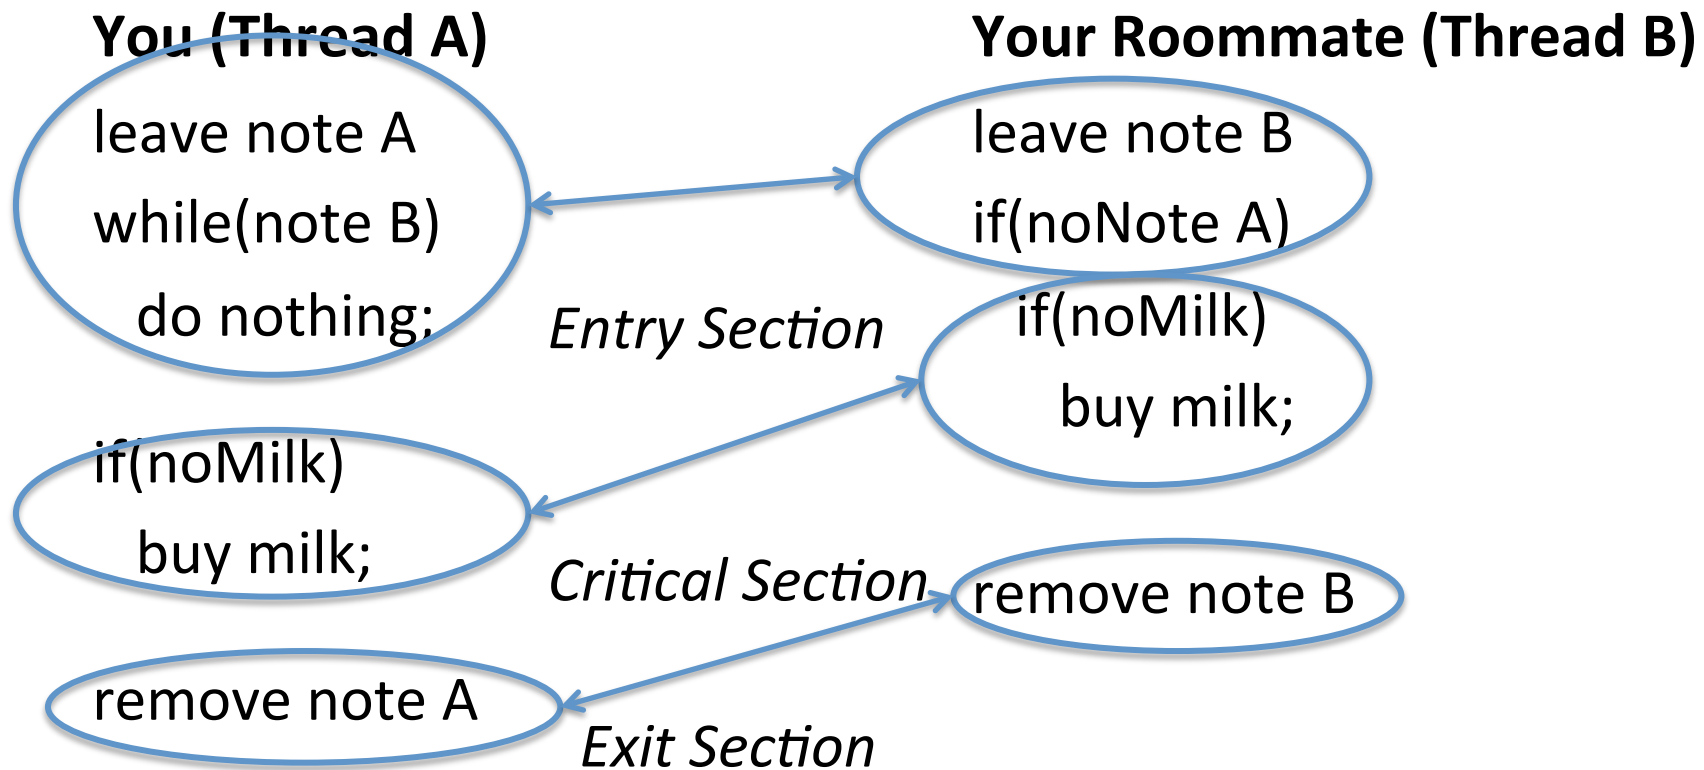 You (Thread A)
leave note A
while(note B)
do nothing;
if(noMilk)
buy milk;
remove note A
Entry Section
Critical Section
Exit Section
Your Roommate (Thread B)
leave note B
if(noNote A)
if(noMilk)
buy milk;
remove note B